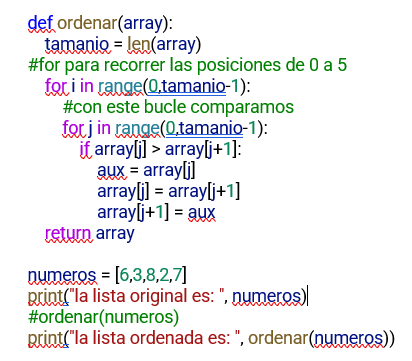 def ordenar(array):
    tamanio = len(array)
#for para recorrer las posiciones de 0 a 5
    for i in range(0,tamanio-1):
        #con este bucle comparamos
        for j in range(0,tamanio-1):
            if array[j] > array[j+1]:
                aux = array[j]
                array[j] = array[j+1]
                array[j+1] = aux
    return array

numeros = [6,3,8,2,7]
print("la lista original es: ", numeros)
#ordenar(numeros)
print("la lista ordenada es: ", ordenar(numeros))